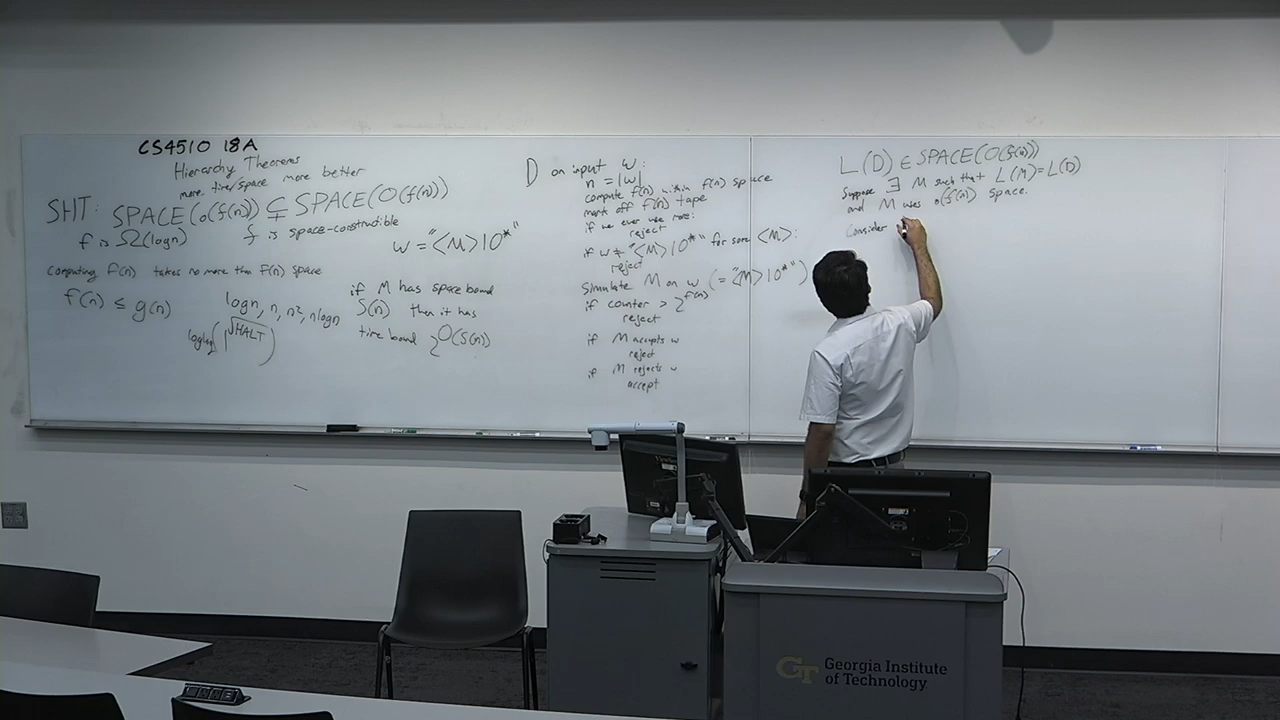 CS4510 18A
Hierarchy Theorems
more time/space more better
SHT: SPACE(o(f(n))) ⊊ SPACE(O(f(n)))
f is Ω(logn) f is space-constructible
w = "<M>10*"
computing f(n) takes no more than f(n) space
f(n) ≤ g(n)
logn, n, n², nlogn
if M has space bound
S(n) then it has
time bound 2^O(S(n))
D on input w:
n = |w|
compute f(n) within f(n) space
mark off f(n) tape
if we ever use more:
reject
if w ≠ "<M>10*" for some <M>:
reject
Simulate M on w (= "<M>10*")
if counter > 2^f(n)
reject
if M accepts w
reject
if M rejects w
accept
L(D) ∈ SPACE(O(f(n)))
Suppose ∃ M such that L(M) = L(D)
and M uses o(f(n)) space.
Consider
GT Georgia Institute
of Technology